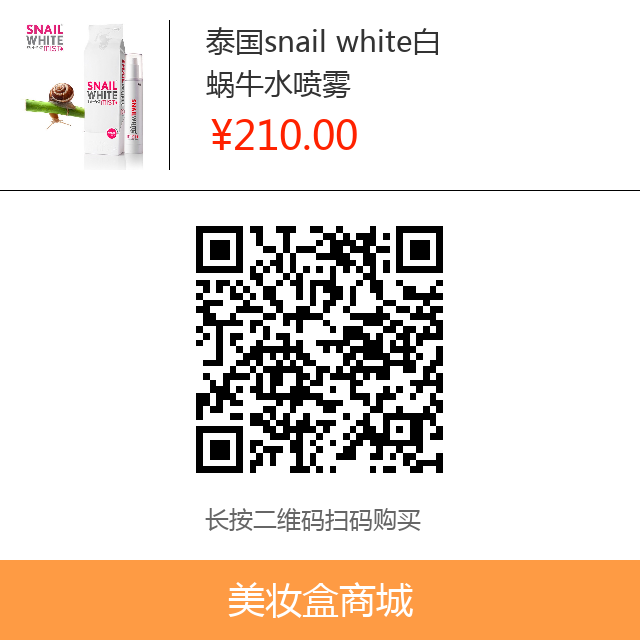 SNAIL
WHITE
MIST+
SNAIL
WHITE
MIST+
泰国snail white白
蜗牛水喷雾
¥210.00
长按二维码扫码购买
美妆盒商城